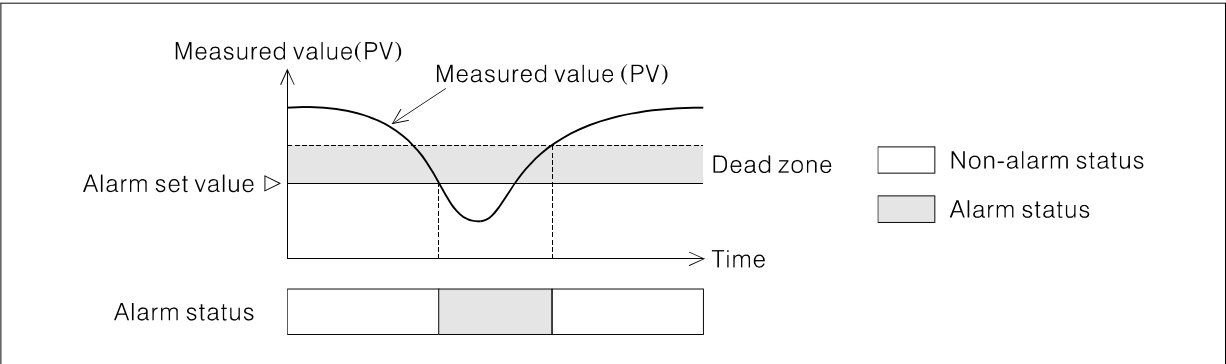 Measured value(PV)
Measured value (PV)
Dead zone
Non-alarm status
Alarm set value
Alarm status
Time
Alarm status